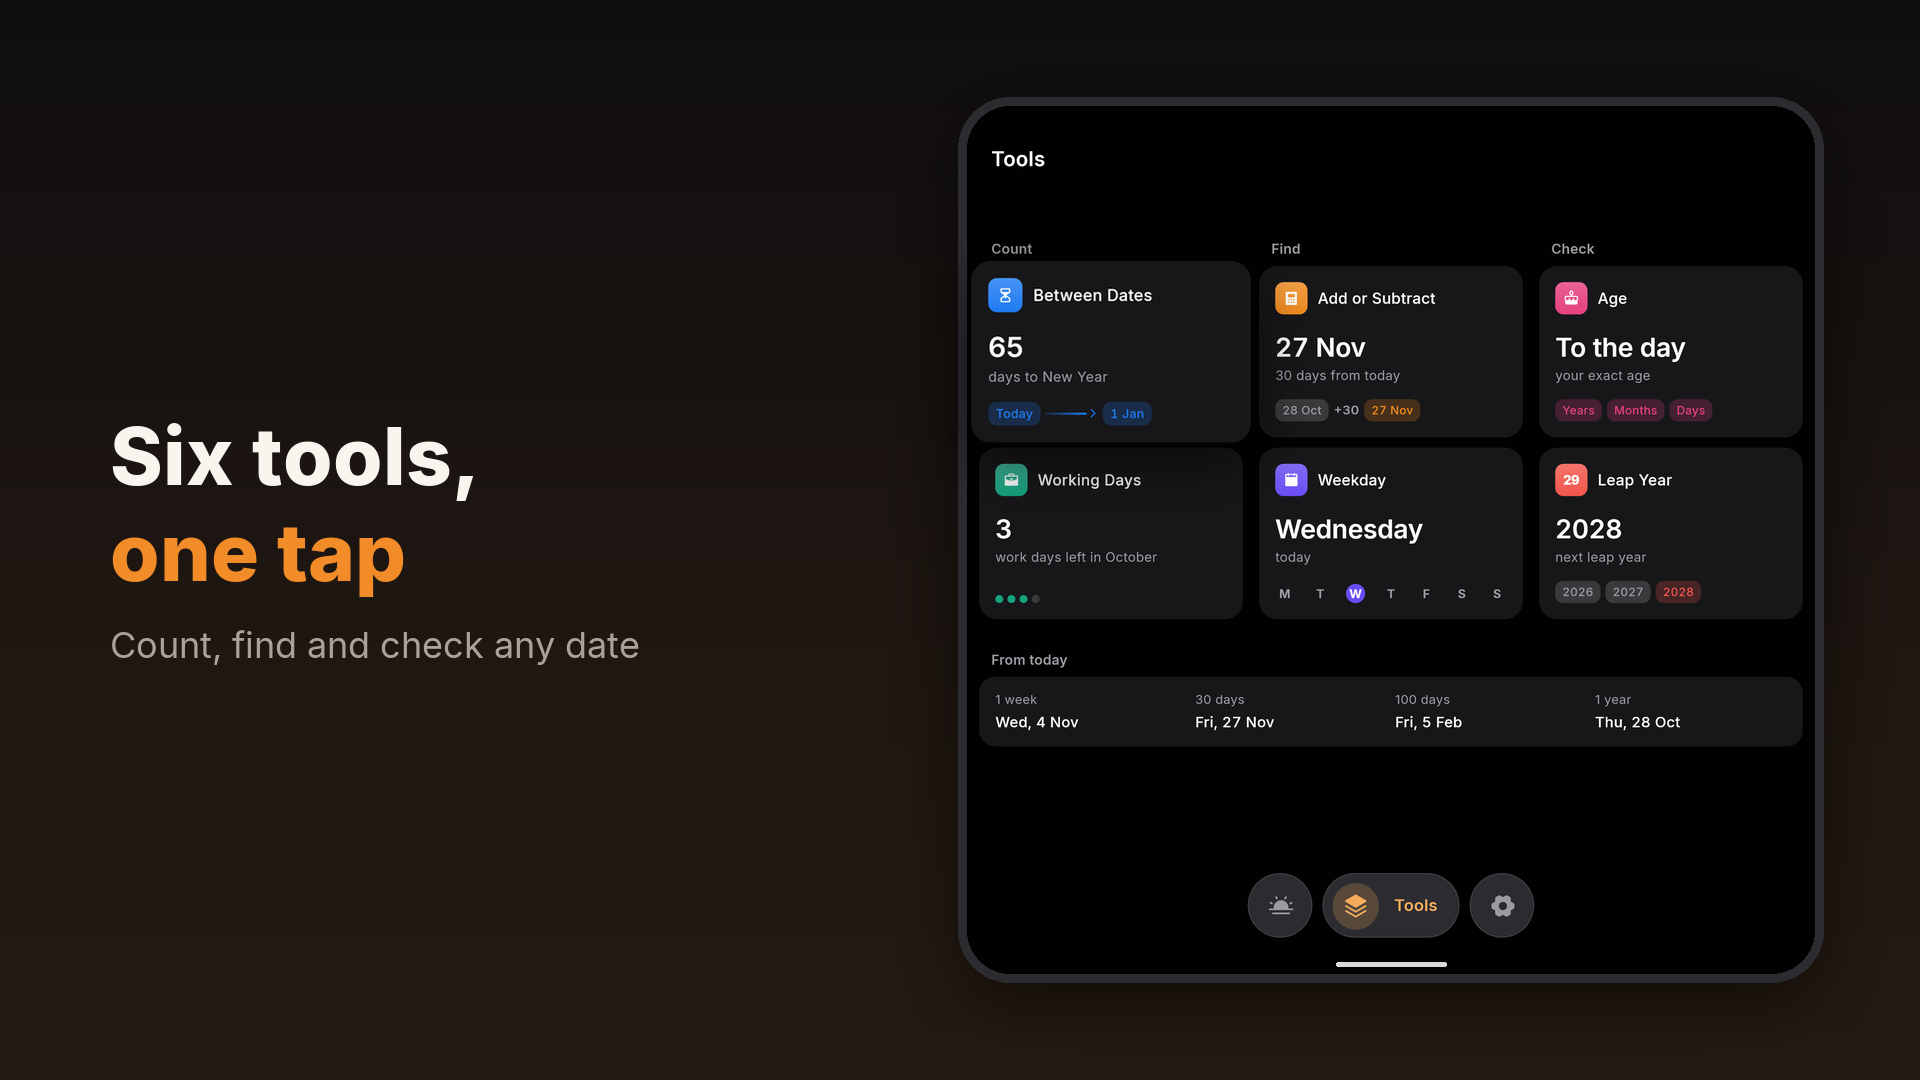 Six tools,
one tap
Count, find and check any date
Tools
Count
Find
Check
Between Dates
65
days to New Year
Today
1 Jan
Add or Subtract
27 Nov
30 days from today
28 Oct +30 27 Nov
Age
To the day
your exact age
Years Months Days
Working Days
3
work days left in October
Weekday
Wednesday
today
M T W T F S S
29
Leap Year
2028
next leap year
2026 2027 2028
From today
1 week
Wed, 4 Nov
30 days
Fri, 27 Nov
100 days
Fri, 5 Feb
1 year
Thu, 28 Oct
Tools